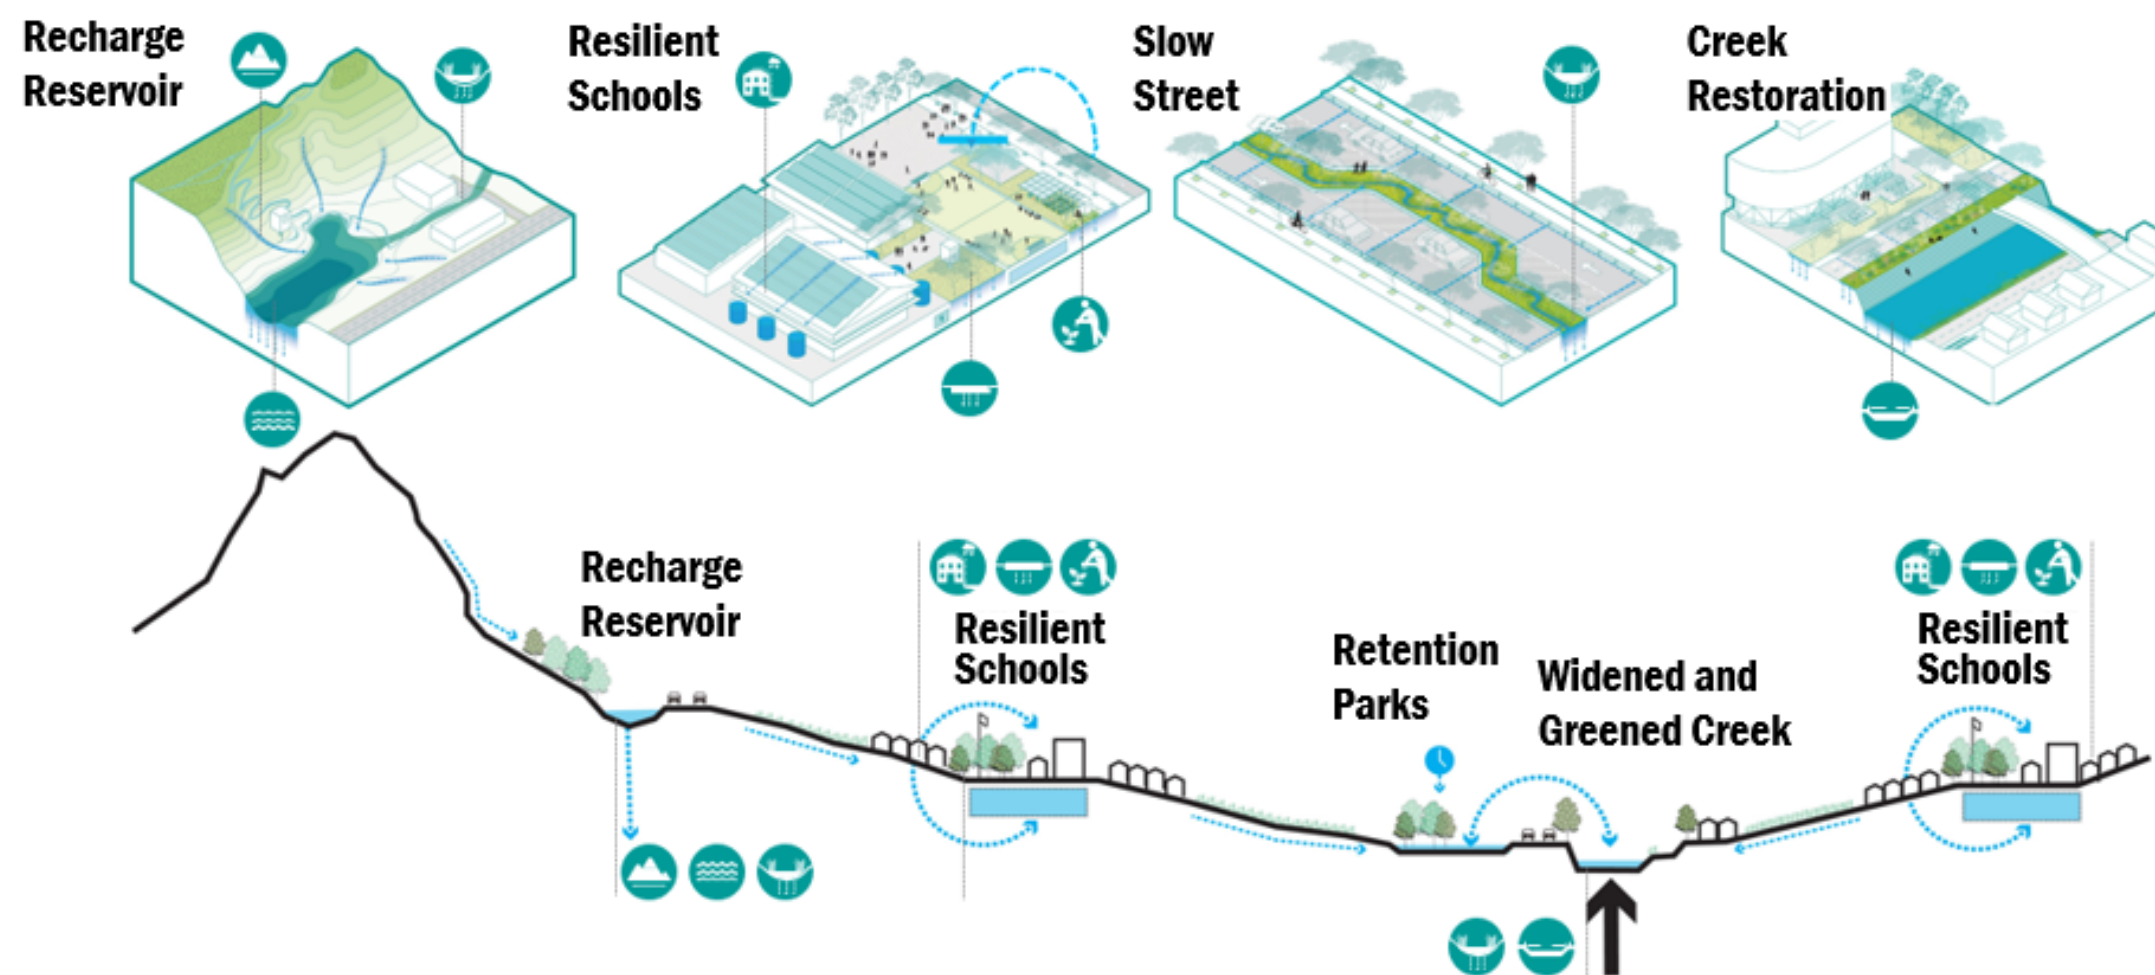 Recharge
Reservoir
Resilient
Schools
Slow
Street
Creek
Restoration
Recharge
Reservoir
Resilient
Schools
Retention
Parks
Widened and
Greened Creek
Resilient
Schools